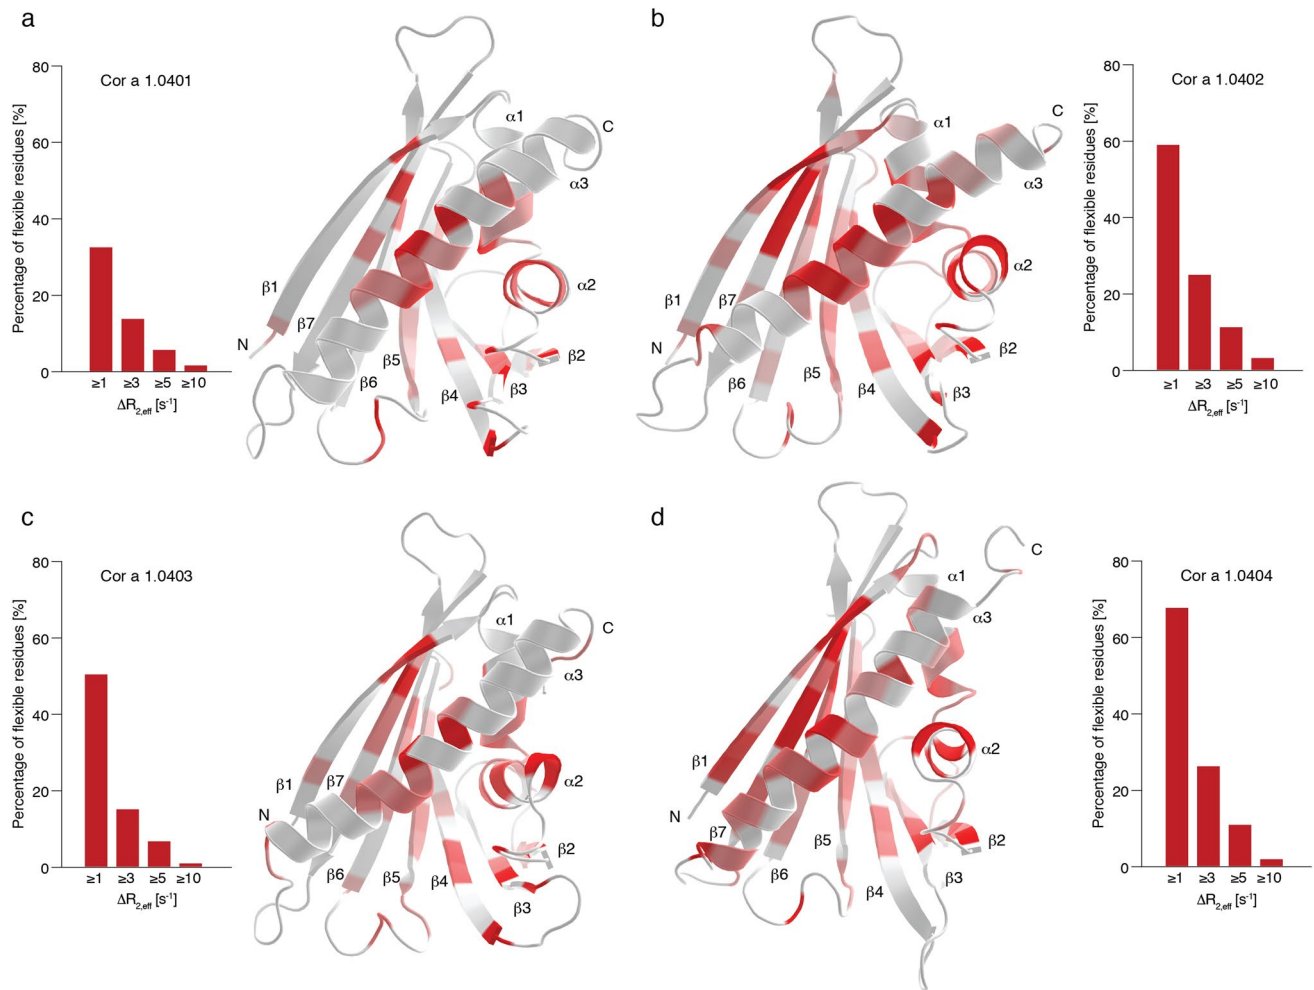 a
80
60
40
20
0
Percentage of flexible residues [%]
Cor a 1.0401
≥1 ≥3 ≥5 ≥10
ΔR2,eff [s-1]
α1
C
α3
α2
β1
β7
N
β2
β5
β3
β6
β4
b
80
60
40
20
0
Percentage of flexible residues [%]
Cor a 1.0402
≥1 ≥3 ≥5 ≥10
ΔR2,eff [s-1]
α1
C
α3
α2
β1
β7
N
β2
β6
β5
β4
β3
c
80
60
40
20
0
Percentage of flexible residues [%]
Cor a 1.0403
≥1 ≥3 ≥5 ≥10
ΔR2,eff [s-1]
α1
C
α3
α2
β1
β7
N
β2
β6
β5
β4
β3
d
80
60
40
20
0
Percentage of flexible residues [%]
Cor a 1.0404
≥1 ≥3 ≥5 ≥10
ΔR2,eff [s-1]
C
α1
α3
α2
β1
N
β7
β5
β2
β6
β3
β4